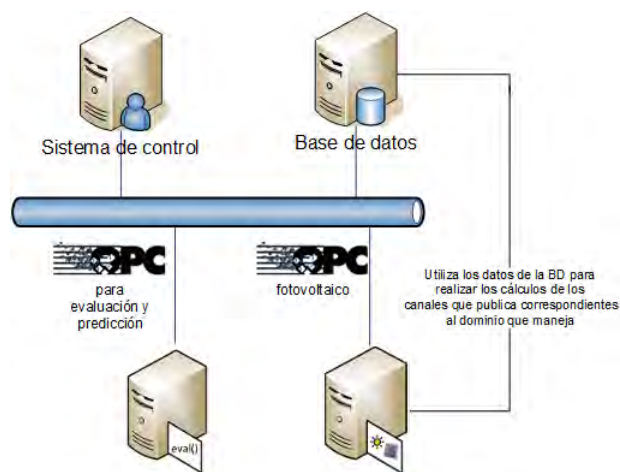 Sistema de control
Base de datos
OPC
para
evaluación y
predicción
OPC
fotovoltaico
Utiliza los datos de la BD para
realizar los cálculos de los
canales que publica correspondientes
al dominio que maneja
eval()